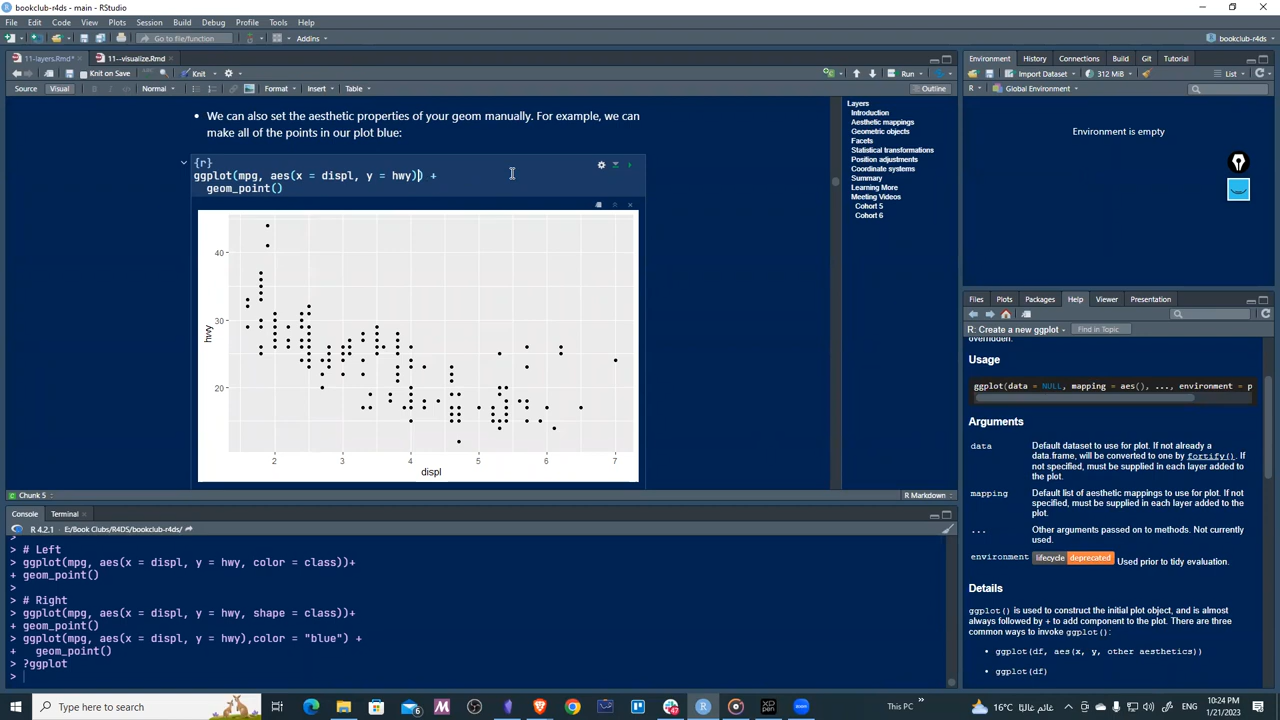 bookclub-r4ds - main - RStudio
File Edit Code View Plots Session Build Debug Profile Tools Help
Go to file/function Addins bookclub-r4ds
11-layers.Rmd* 11--visualize.Rmd
Knit on Save Knit Run
Source Visual Normal Format Insert Table Outline
• We can also set the aesthetic properties of your geom manually. For example, we can
make all of the points in our plot blue:
{r}
ggplot(mpg, aes(x = displ, y = hwy)) +
geom_point()
40
30
20
hwy
2 3 4 5 6 7
displ
Layers
Introduction
Aesthetic mappings
Geometric objects
Facets
Statistical transformations
Position adjustments
Coordinate systems
Summary
Learning More
Meeting Videos
Cohort 5
Cohort 6
Chunk 5 R Markdown
Console Terminal
R 4.2.1 · E:/Book Clubs/R4DS/bookclub-r4ds/
>
> # Left
> ggplot(mpg, aes(x = displ, y = hwy, color = class))+
+ geom_point()
>
> # Right
> ggplot(mpg, aes(x = displ, y = hwy, shape = class))+
+ geom_point()
> ggplot(mpg, aes(x = displ, y = hwy),color = "blue") +
+ geom_point()
> ?ggplot
>
Environment History Connections Build Git Tutorial
Import Dataset 312 MiB List
R Global Environment
Environment is empty
Files Plots Packages Help Viewer Presentation
R: Create a new ggplot Find in Topic
overridden.
Usage
ggplot(data = NULL, mapping = aes(), ..., environment = p
Arguments
data Default dataset to use for plot. If not already a
data.frame, will be converted to one by fortify(). If
not specified, must be supplied in each layer added to
the plot.
mapping Default list of aesthetic mappings to use for plot. If not
specified, must be supplied in each layer added to the
plot.
... Other arguments passed on to methods. Not currently
used.
environment lifecycle deprecated Used prior to tidy evaluation.
Details
ggplot() is used to construct the initial plot object, and is almost
always followed by + to add component to the plot. There are three
common ways to invoke ggplot():
• ggplot(df, aes(x, y, other aesthetics))
• ggplot(df)
Type here to search
This PC
16°C غائم غالبًا
10:24 PM
1/21/2023